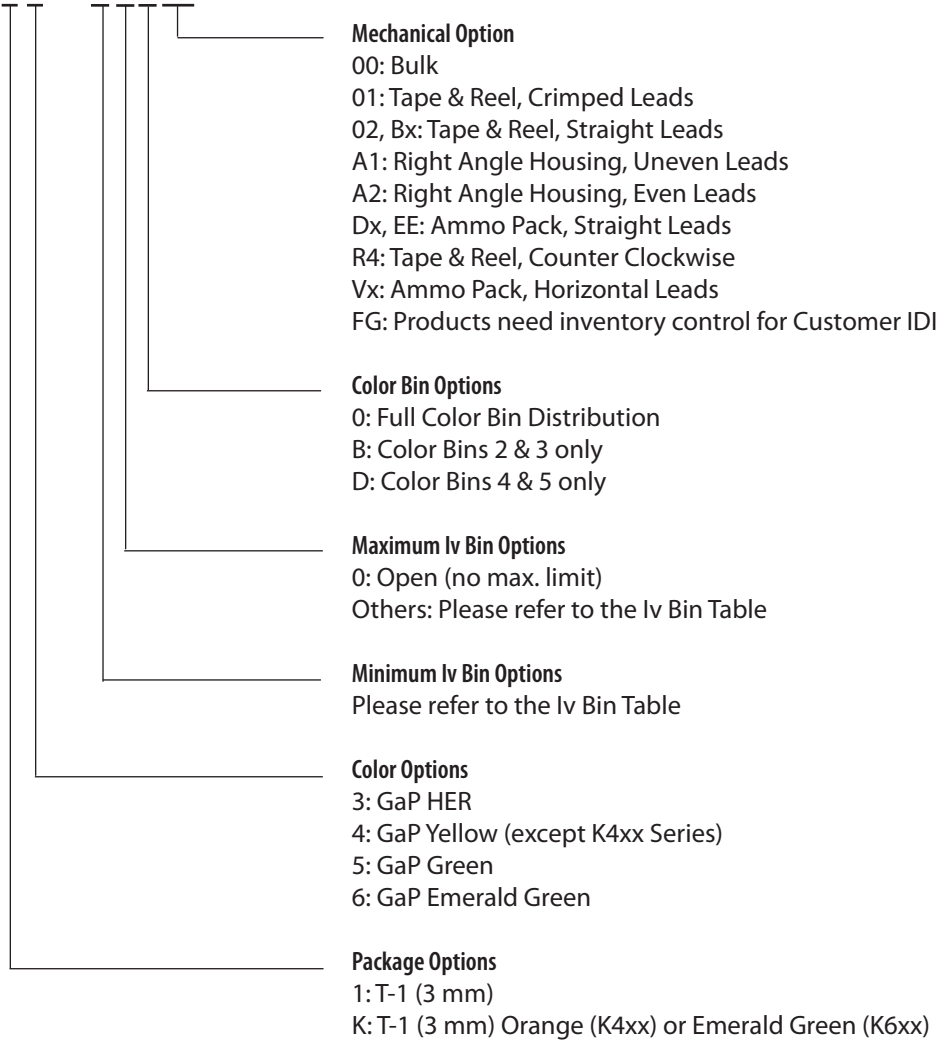 Mechanical Option
00: Bulk
01: Tape & Reel, Crimped Leads
02, Bx: Tape & Reel, Straight Leads
A1: Right Angle Housing, Uneven Leads
A2: Right Angle Housing, Even Leads
Dx, EE: Ammo Pack, Straight Leads
R4: Tape & Reel, Counter Clockwise
Vx: Ammo Pack, Horizontal Leads
FG: Products need inventory control for Customer IDI
Color Bin Options
0: Full Color Bin Distribution
B: Color Bins 2 & 3 only
D: Color Bins 4 & 5 only
Maximum Iv Bin Options
0: Open (no max. limit)
Others: Please refer to the Iv Bin Table
Minimum Iv Bin Options
Please refer to the Iv Bin Table
Color Options
3: GaP HER
4: GaP Yellow (except K4xx Series)
5: GaP Green
6: GaP Emerald Green
Package Options
1: T-1 (3 mm)
K: T-1 (3 mm) Orange (K4xx) or Emerald Green (K6xx)